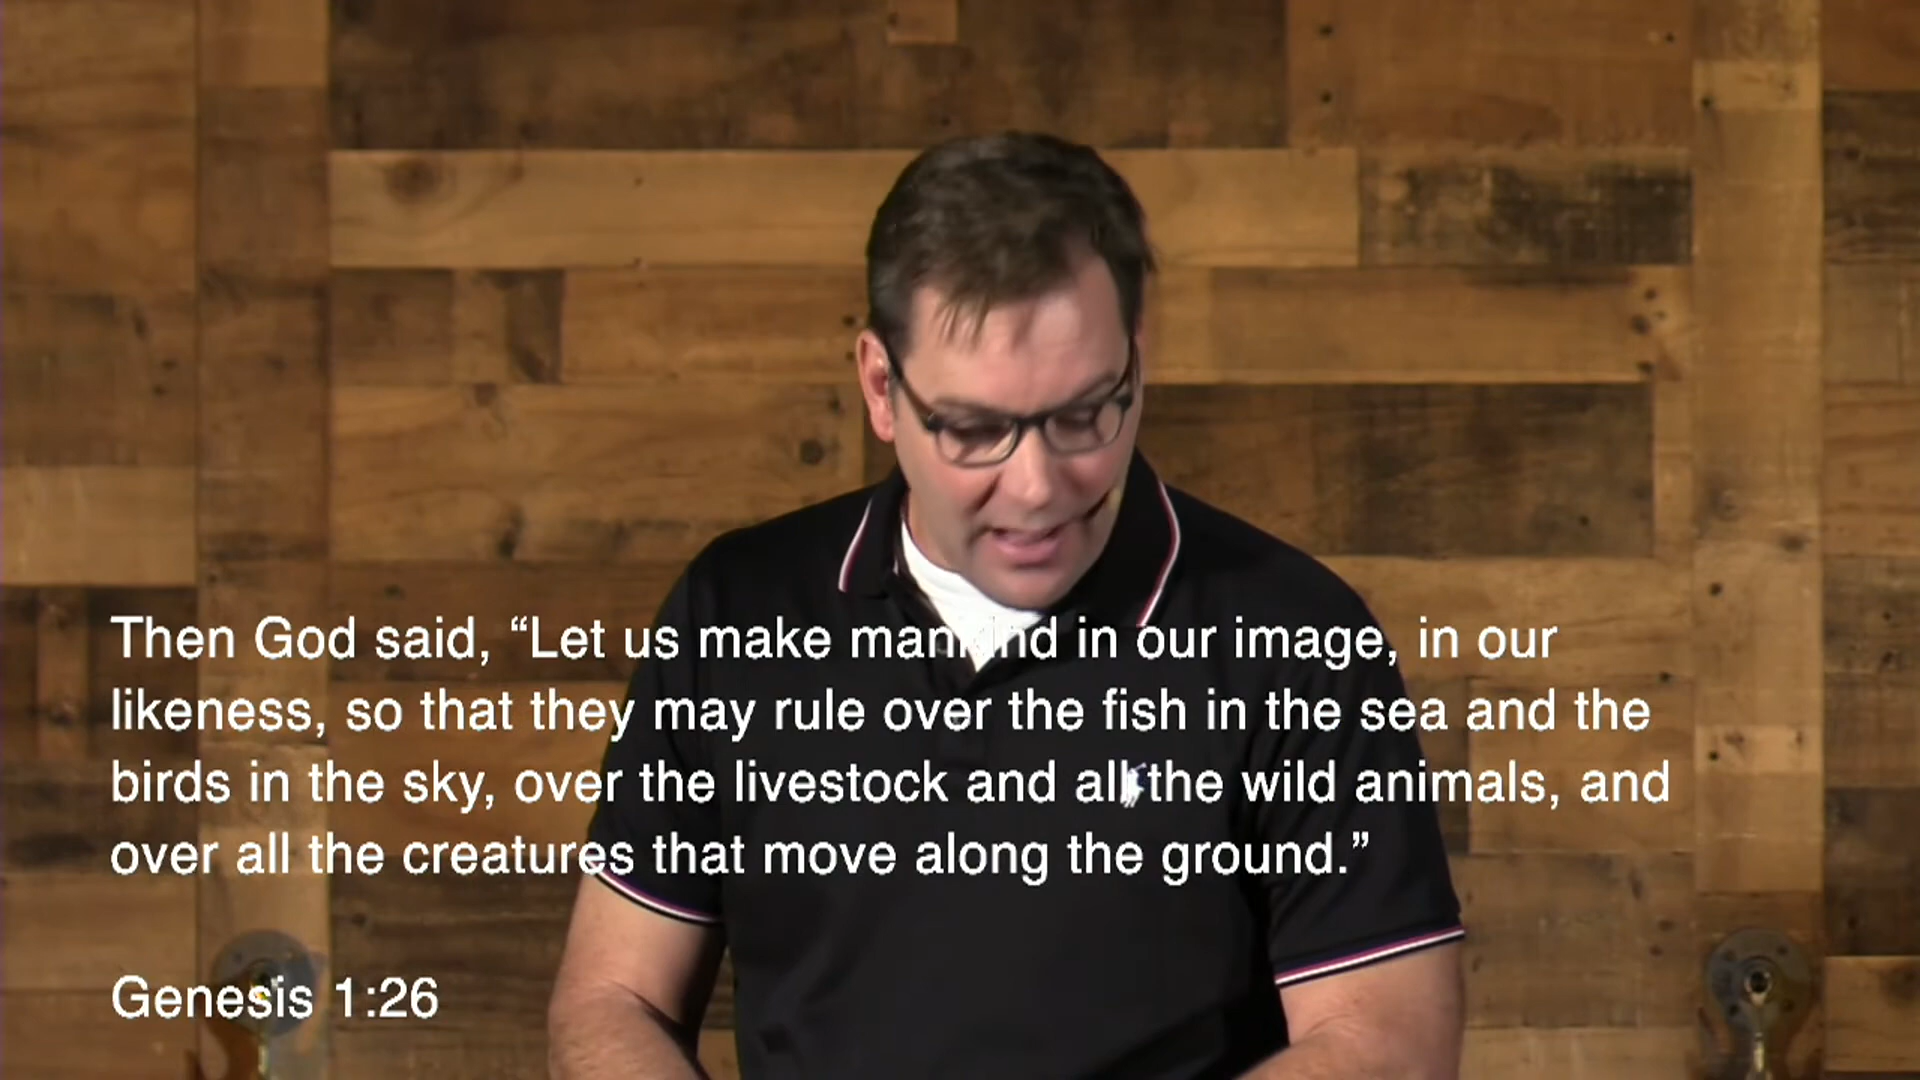 Then God said, “Let us make mankind in our image, in our
likeness, so that they may rule over the fish in the sea and the
birds in the sky, over the livestock and all the wild animals, and
over all the creatures that move along the ground.”
Genesis 1:26